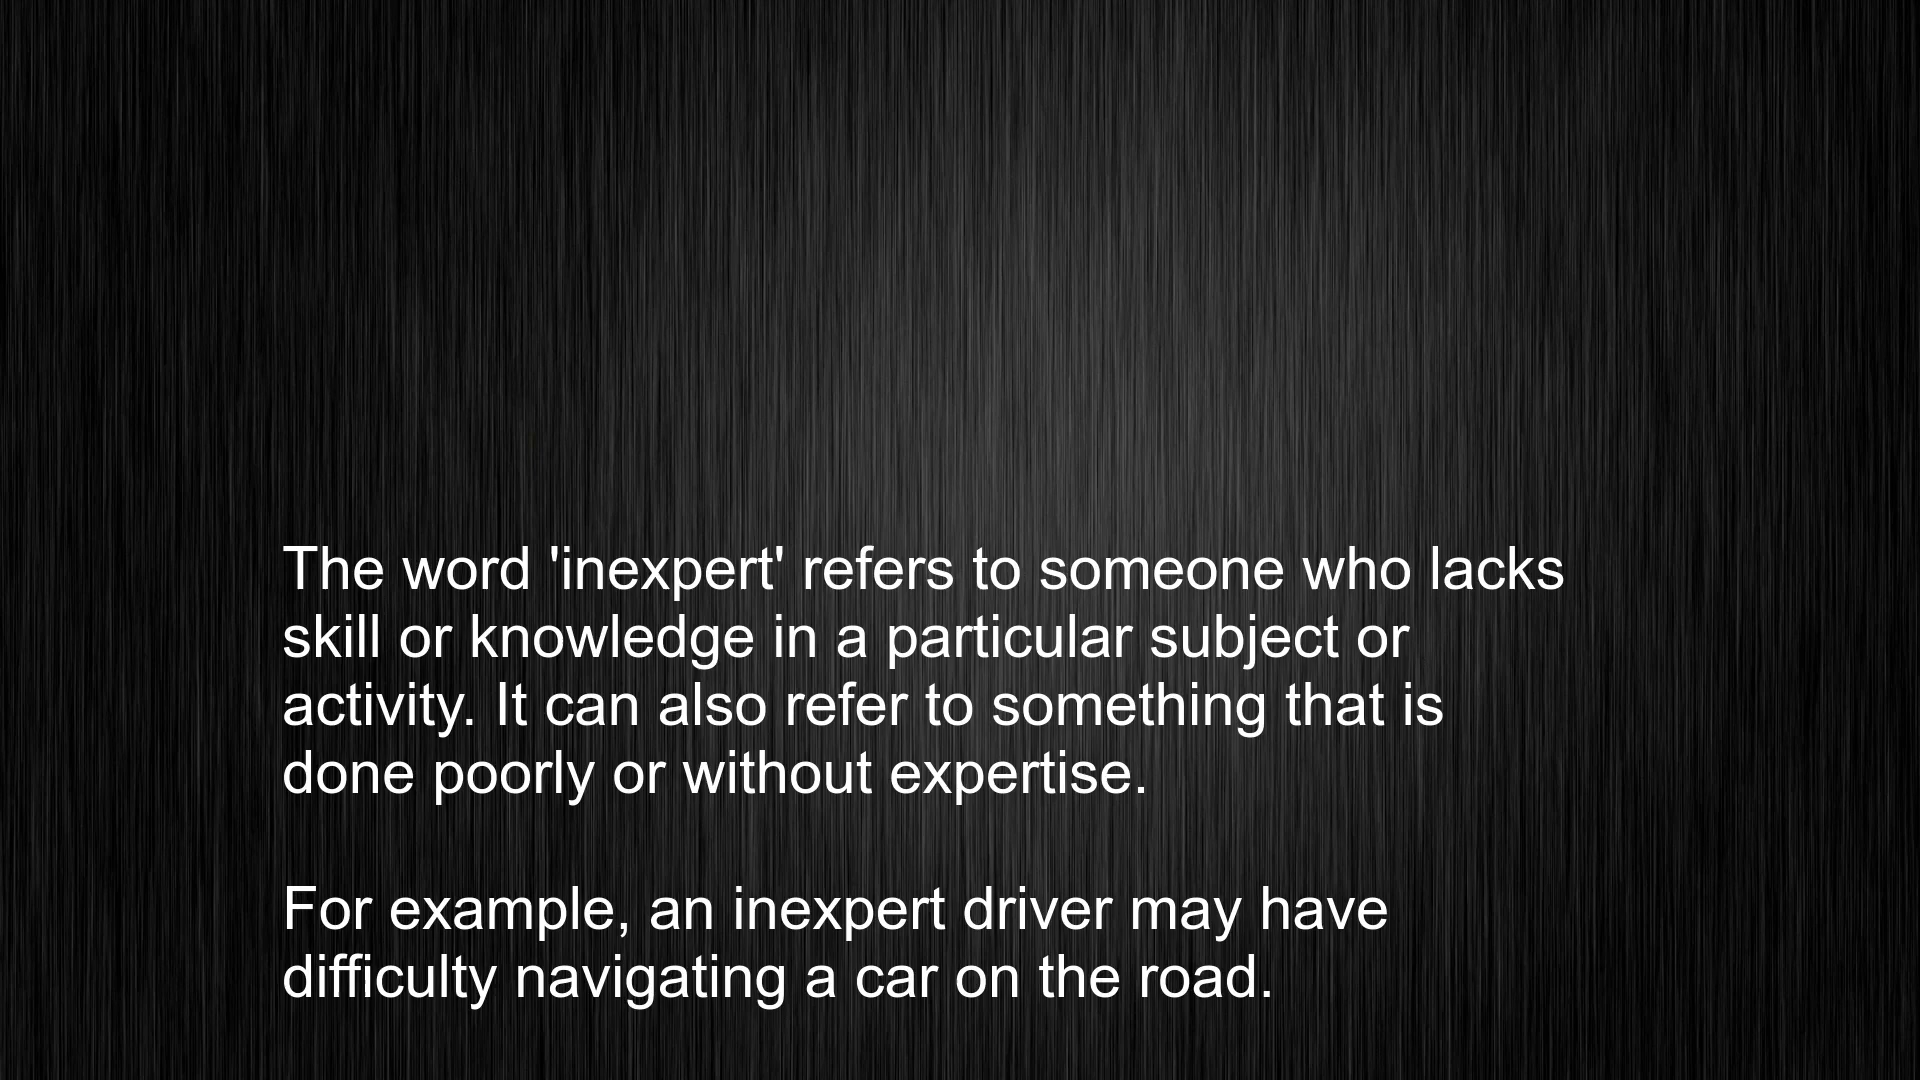 The word 'inexpert' refers to someone who lacks
skill or knowledge in a particular subject or
activity. It can also refer to something that is
done poorly or without expertise.
For example, an inexpert driver may have
difficulty navigating a car on the road.